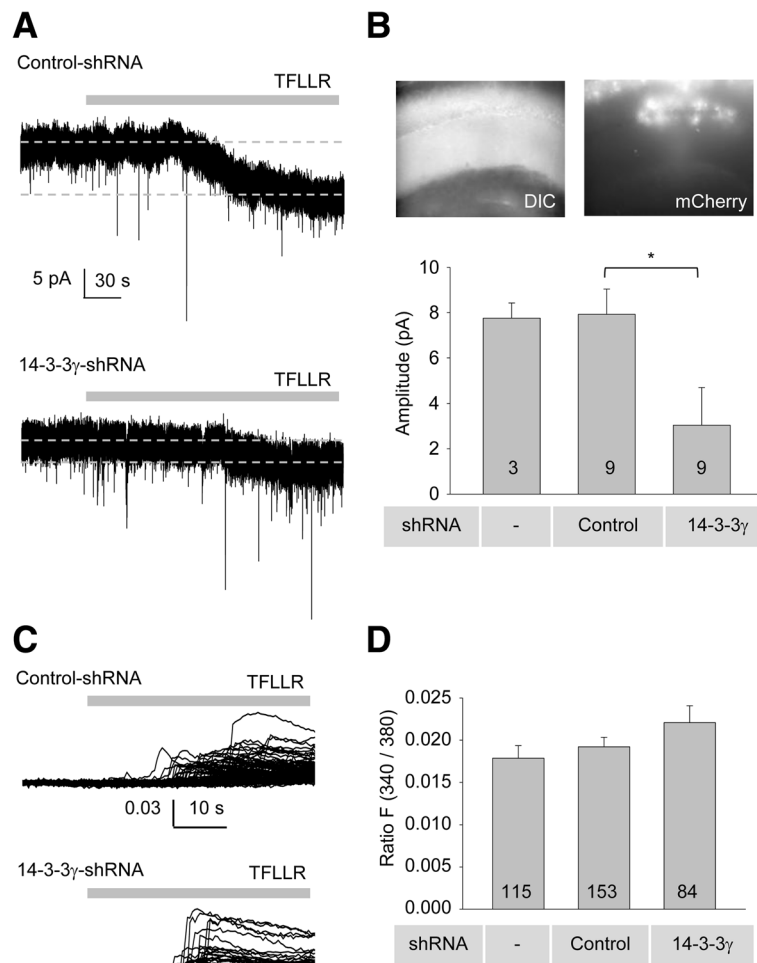 A
Control-shRNA
TFLLR
5 pA
30 s
14-3-3γ-shRNA
TFLLR
B
DIC
mCherry
*
10
8
6
4
2
0
Amplitude (pA)
3
9
9
shRNA - Control 14-3-3γ
C
Control-shRNA
TFLLR
0.03
10 s
14-3-3γ-shRNA
TFLLR
D
0.025
0.020
0.015
0.010
0.005
0.000
Ratio F (340 / 380)
115
153
84
shRNA - Control 14-3-3γ